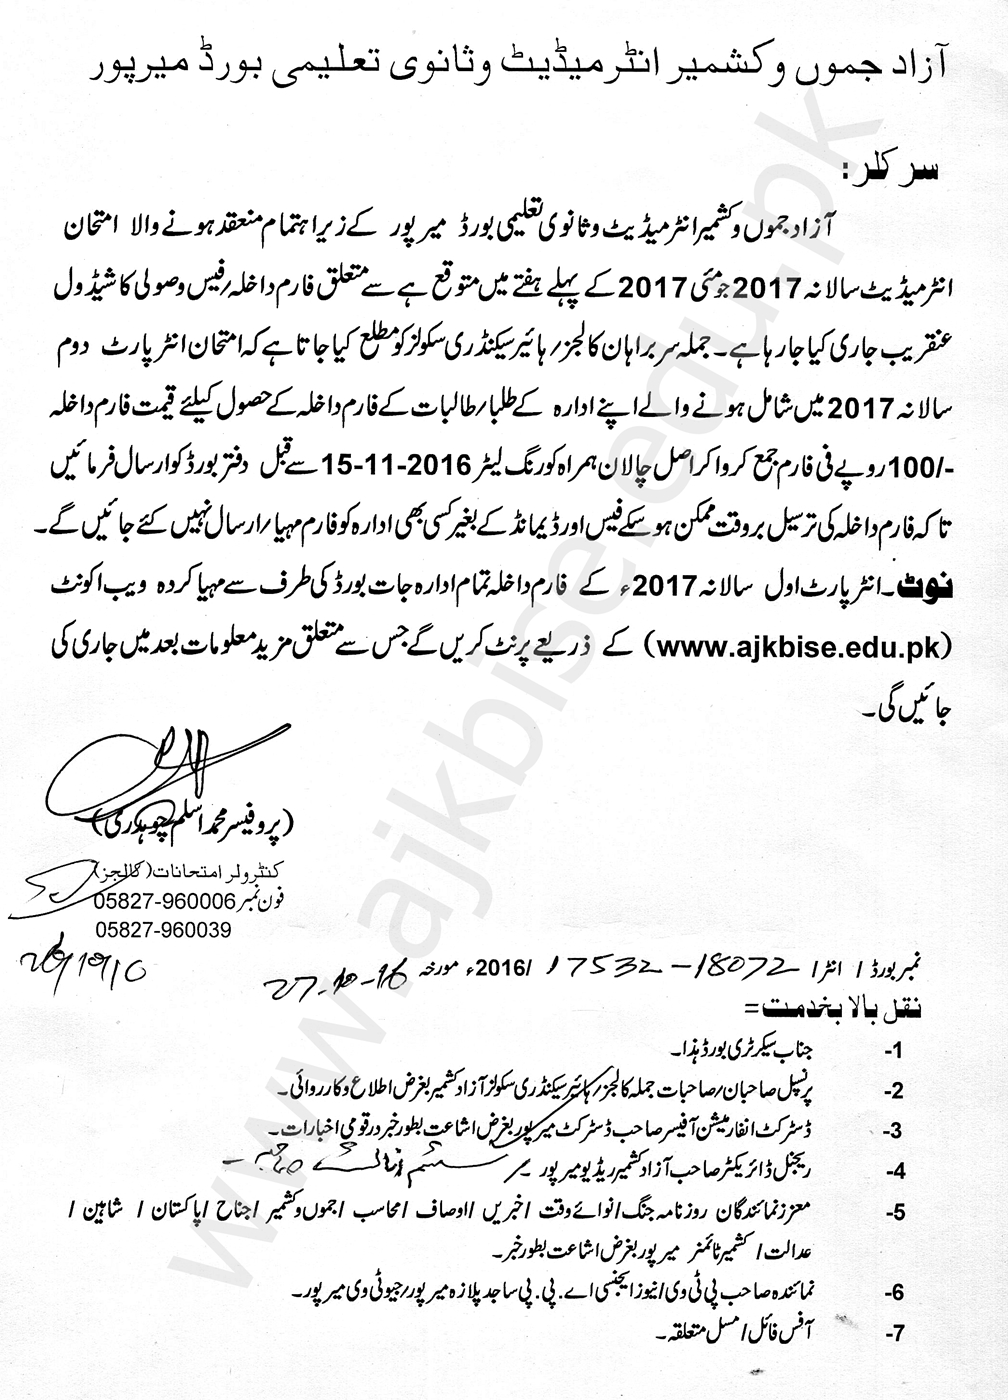 آزاد جموں و کشمیر انٹرمیڈیٹ و ثانوی تعلیمی بورڈ میرپور
سرکلر:
آزاد جموں و کشمیر انٹرمیڈیٹ و ثانوی تعلیمی بورڈ میرپور کے زیر اہتمام منعقد ہونے والا امتحان
انٹرمیڈیٹ سالانہ 2017 جو مئی 2017 کے پہلے ہفتے میں متوقع ہے سے متعلق فارم داخلہ/فیس وصولی کا شیڈول
عنقریب جاری کیا جا رہا ہے۔ جملہ سربراہان کالجز/ہائیر سیکنڈری سکولز کو مطلع کیا جاتا ہے کہ امتحان انٹر پارٹ دوم
سالانہ 2017 میں شامل ہونے والے اپنے ادارہ کے طلبا/طالبات کے فارم داخلہ کے حصول کیلئے قیمت فارم داخلہ
100/- روپے فی فارم جمع کروا کر اصل چالان ہمراہ کورنگ لیٹر 15-11-2016 سے قبل دفتر بورڈ کو ارسال فرمائیں
تا کہ فارم داخلہ کی ترسیل بروقت ممکن ہو سکے فیس اور ڈیمانڈ کے بغیر کسی بھی ادارہ کو فارم مہیا/ارسال نہیں کئے جائیں گے۔
نوٹ۔ انٹر پارٹ اول سالانہ 2017ء کے فارم داخلہ تمام ادارہ جات بورڈ کی طرف سے مہیا کردہ ویب اکونٹ
(www.ajkbise.edu.pk) کے ذریعے پرنٹ کریں گے جس سے متعلق مزید معلومات بعد میں جاری کی
جائیں گی۔
(پروفیسر محمد اسلم چوہدری)
کنٹرولر امتحانات (کالجز)
فون نمبر 05827-960006
05827-960039
نمبر بورڈ / انٹر / 17532-18072 /2016ء مورخہ 27-10-16
نقل بالا بخدمت=
1- جناب سیکرٹری بورڈ ہذا۔
2- پرنسپل صاحبان/صاحبات جملہ کالجز/ہائیر سیکنڈری سکولز آزاد کشمیر بغرض اطلاع و کارروائی۔
3- ڈسٹرکٹ انفارمیشن آفیسر صاحب ڈسٹرکٹ میرپور بغرض اشاعت بطور خبر در قومی اخبارات۔
4- ریجنل ڈائریکٹر صاحب آزاد کشمیر ریڈیو میرپور
5- معزز نمائندگان روزنامہ جنگ/نوائے وقت /خبریں/اوصاف /محاسب /جموں و کشمیر /جناح /پاکستان / شاہین /
عدالت / کشمیر ٹائمنر میرپور بغرض اشاعت بطور خبر۔
6- نمائندہ صاحب پی ٹی وی/نیوز ایجنسی اے۔پی۔پی ساجد پلازہ میرپور/جیو ٹی وی میرپور۔
7- آفس فائل/مسل متعلقہ۔
www.ajkbise.edu.pk